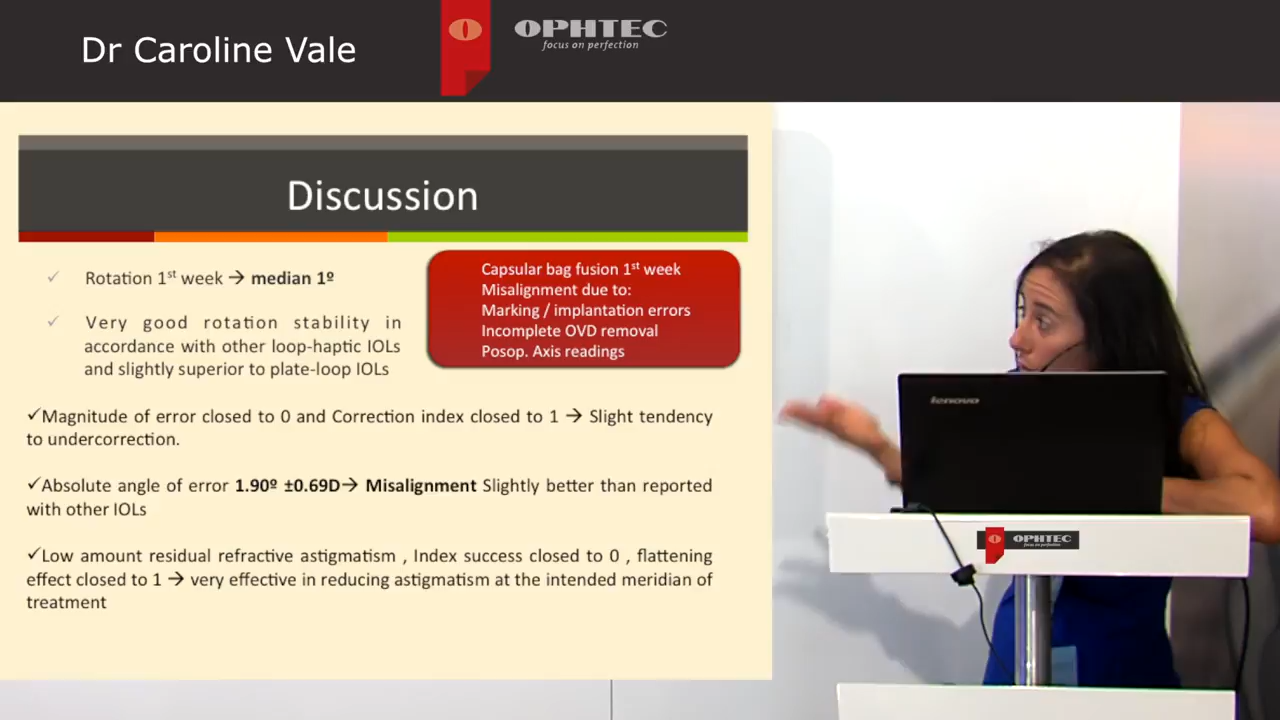 Dr Caroline Vale
OPHTEC
focus on perfection
Discussion
✓ Rotation 1st week → median 1º
✓ Very good rotation stability in
accordance with other loop-haptic IOLs
and slightly superior to plate-loop IOLs
Capsular bag fusion 1st week
Misalignment due to:
Marking / implantation errors
Incomplete OVD removal
Posop. Axis readings
✓Magnitude of error closed to 0 and Correction index closed to 1 → Slight tendency
to undercorrection.
✓Absolute angle of error 1.90º ±0.69D→ Misalignment Slightly better than reported
with other IOLs
✓Low amount residual refractive astigmatism , Index success closed to 0 , flattening
effect closed to 1 → very effective in reducing astigmatism at the intended meridian of
treatment
lenovo
OPHTEC
focus on perfection